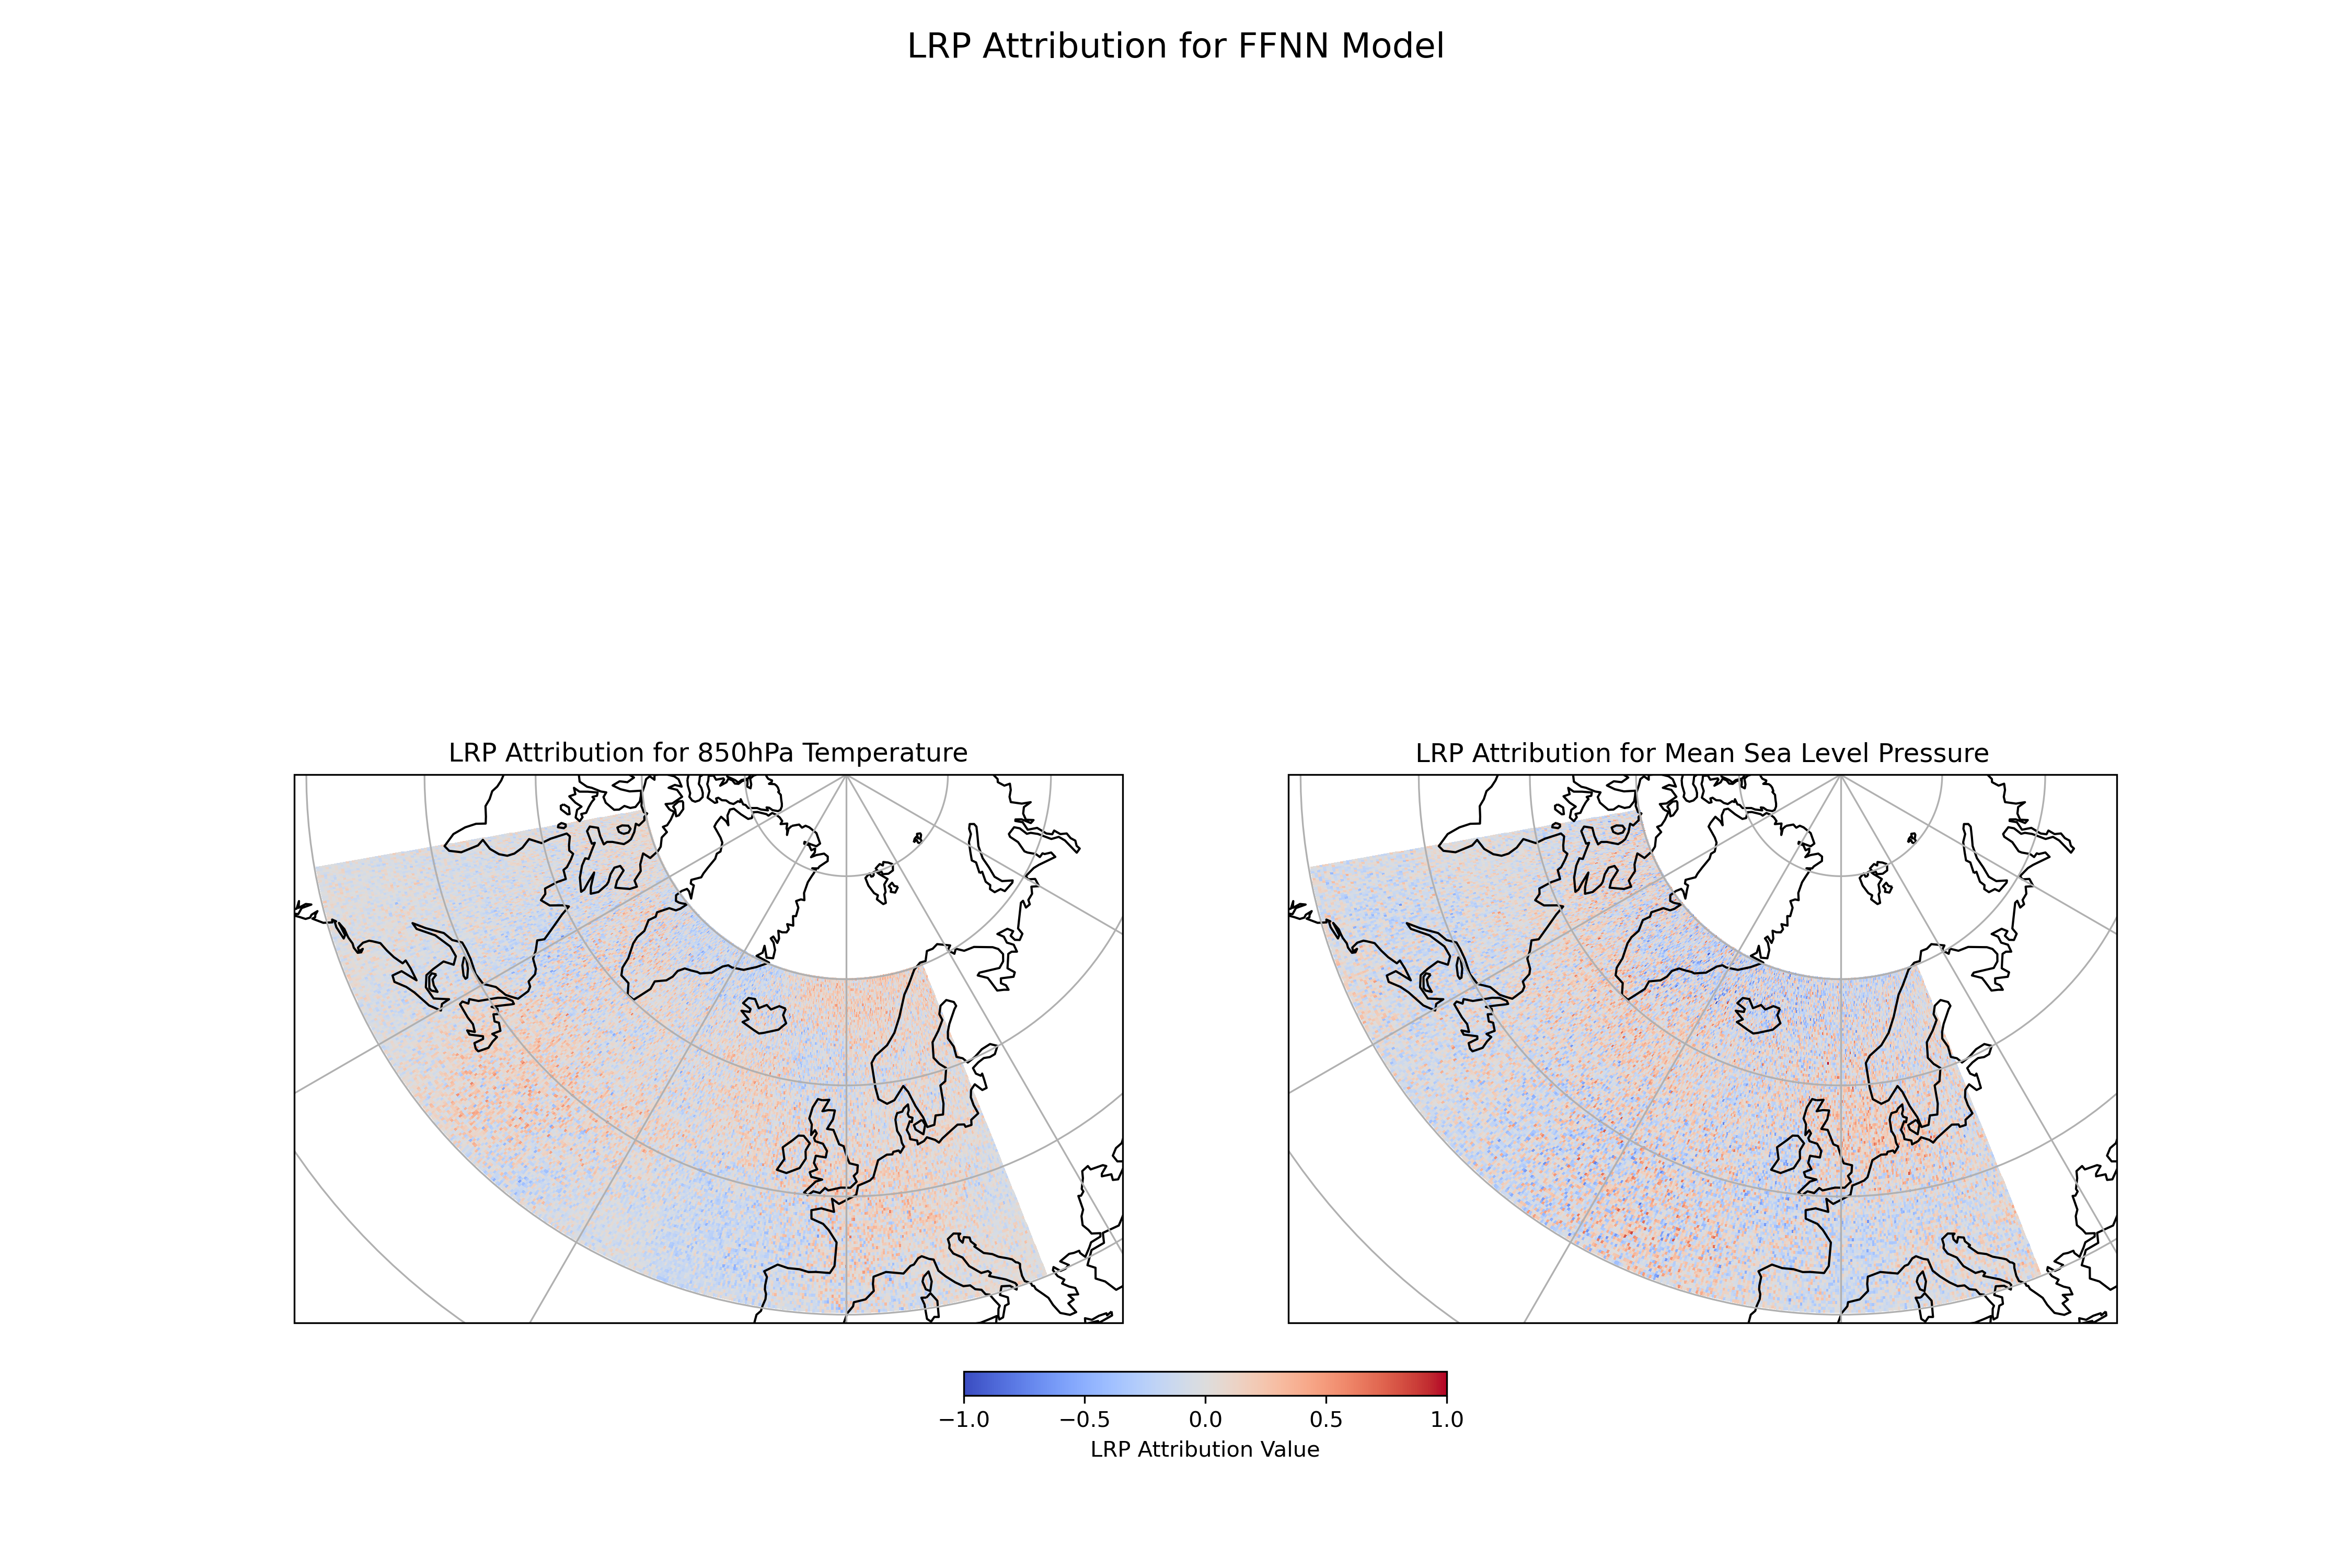 LRP Attribution for FFNN Model
LRP Attribution for 850hPa Temperature
LRP Attribution for Mean Sea Level Pressure
−1.0 −0.5 0.0 0.5 1.0
LRP Attribution Value